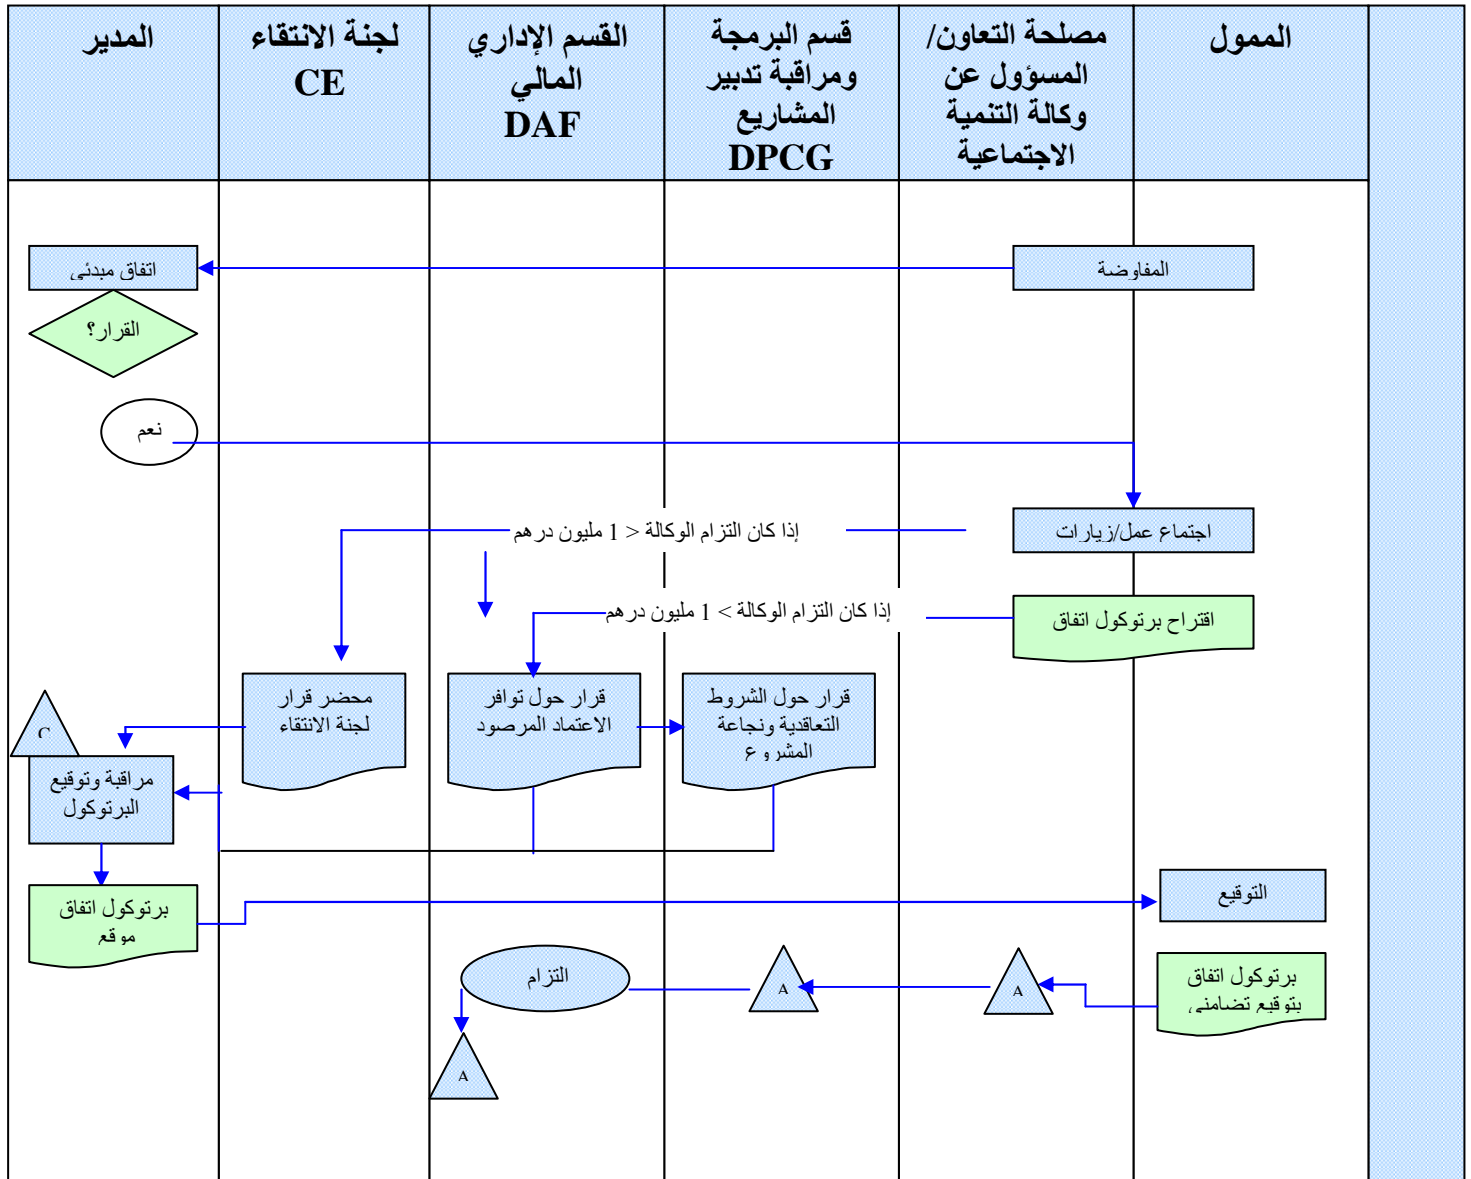 الممول
مصلحة التعاون/
المسؤول عن
وكالة التنمية
الاجتماعية
قسم البرمجة
ومراقبة تدبير
المشاريع
DPCG
القسم الإداري
المالي
DAF
لجنة الانتقاء
CE
المدير
المفاوضة
اتفاق مبدئي
القرار؟
نعم
اجتماع عمل/زيارات
إذا كان التزام الوكالة < 1 مليون درهم
اقتراح برتوكول اتفاق
إذا كان التزام الوكالة > 1 مليون درهم
قرار حول الشروط
التعاقدية ونجاعة
المشروع
قرار حول توافر
الاعتماد المرصود
محضر قرار
لجنة الانتقاء
C
مراقبة وتوقيع
البرتوكول
التوقيع
برتوكول اتفاق
موقع
برتوكول اتفاق
بتوقيع تضامني
A
A
التزام
A